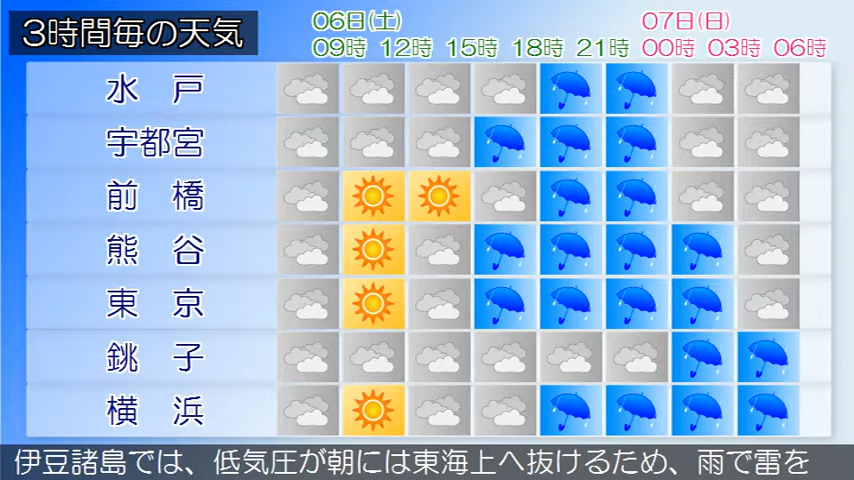 3時間毎の天気
06日(土) 07日(日)
09時 12時 15時 18時 21時 00時 03時 06時
水 戸
宇都宮
前 橋
熊 谷
東 京
銚 子
横 浜
伊豆諸島では、低気圧が朝には東海上へ抜けるため、雨で雷を